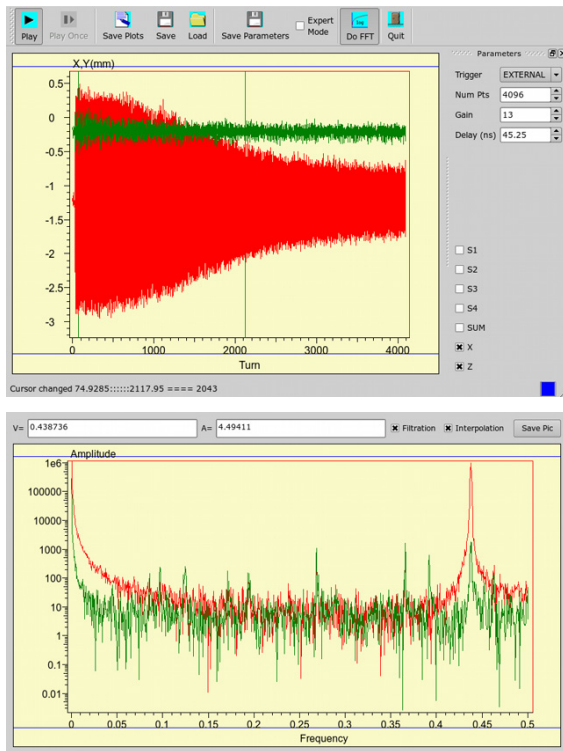 Play Play Once Save Plots Save Load Save Parameters Expert Mode Do FFT Quit
X,Y(mm)
0.5
0
-0.5
-1
-1.5
-2
-2.5
-3
0 1000 2000 3000 4000
Turn
Parameters
Trigger EXTERNAL
Num Pts 4096
Gain 13
Delay (ns) 45.25
S1
S2
S3
S4
SUM
X
Z
Cursor changed 74.9285::::::2117.95 ==== 2043
V= 0.438736 A= 4.49411 Filtration Interpolation Save Pic
Amplitude
1e6
100000
10000
1000
100
10
1
0.1
0.01
0 0.05 0.1 0.15 0.2 0.25 0.3 0.35 0.4 0.45 0.5
Frequency